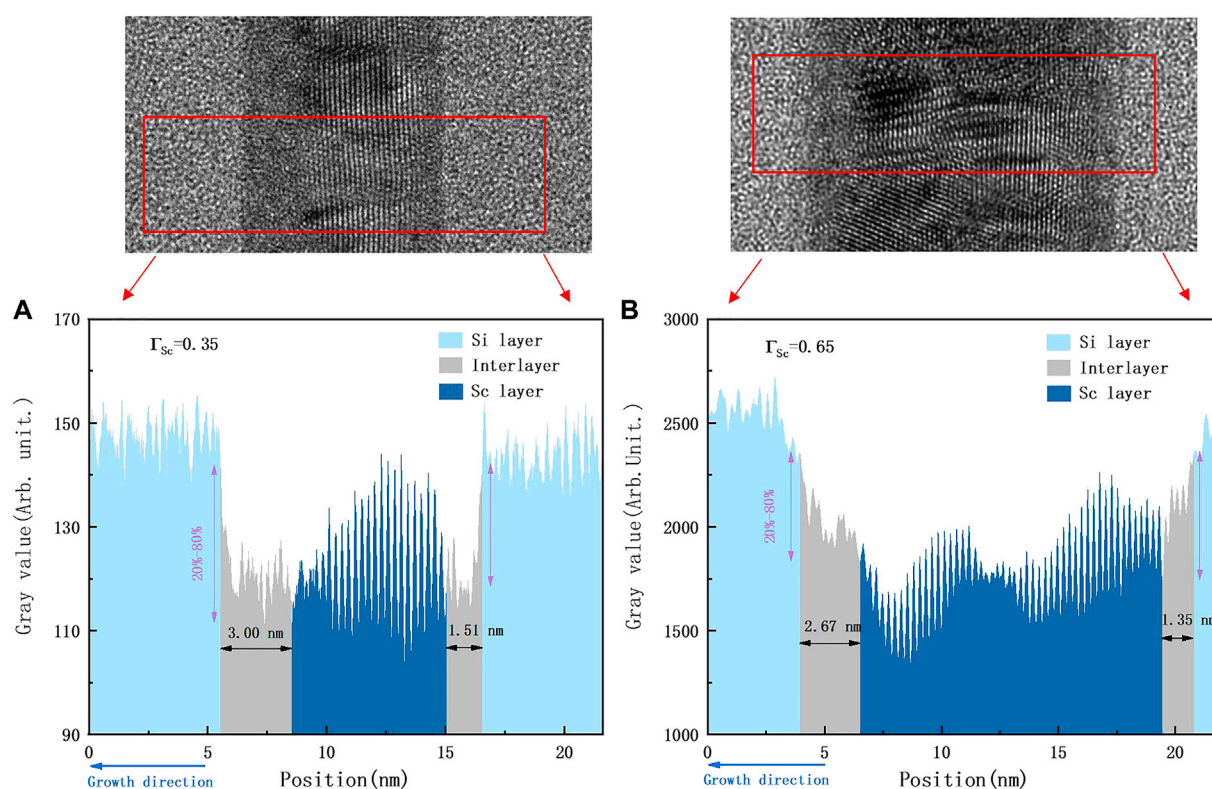 A
170
150
130
110
90
Gray value(Arb. unit.)
ΓSc=0.35
Si layer
Interlayer
Sc layer
20%-80%
3.00 nm
1.51 nm
0
5
10
15
20
Growth direction
Position(nm)
B
3000
2500
2000
1500
1000
Gray value(Arb.Unit.)
ΓSc=0.65
Si layer
Interlayer
Sc layer
20%-80%
2.67 nm
1.35 nm
0
5
10
15
20
Growth direction
Position(nm)